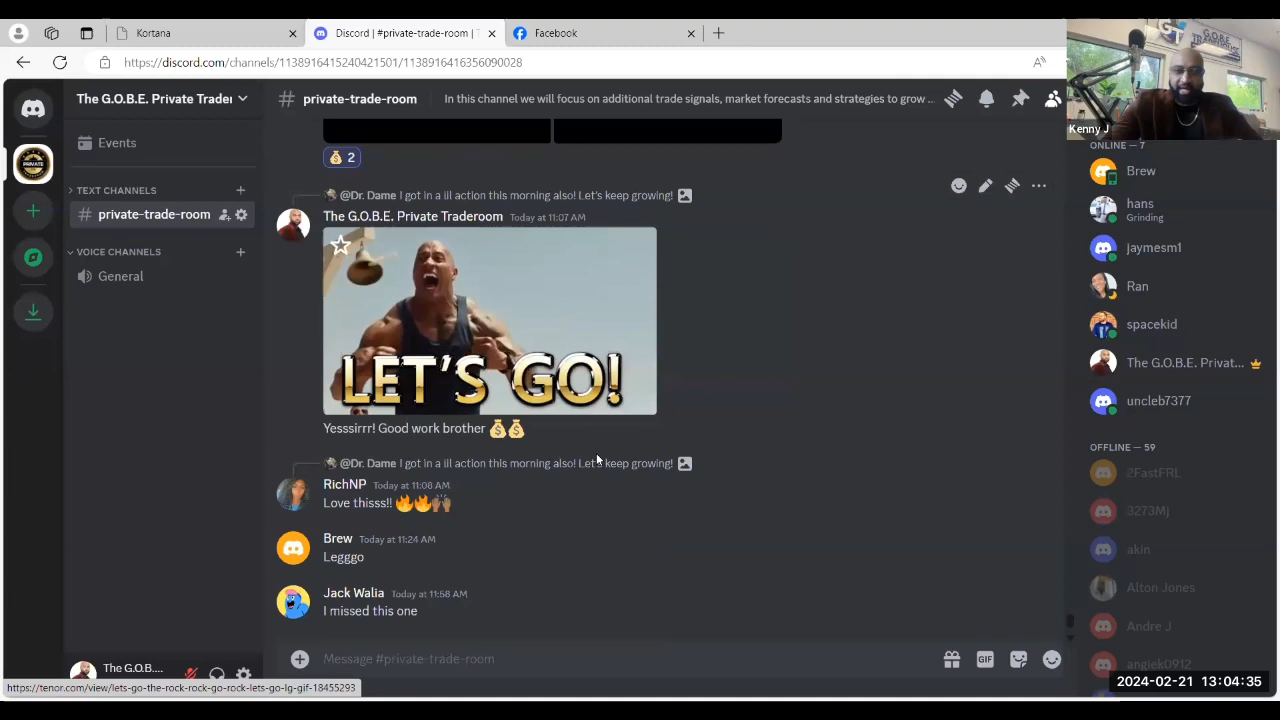 Kortana
Discord | #private-trade-room | T
Facebook
https://discord.com/channels/1138916415240421901/1138916416356090028
Kenny J
The G.O.B.E. Private Trader
# private-trade-room
In this channel we will focus on additional trade signals, market forecasts and strategies to grow ...
Events
TEXT CHANNELS
# private-trade-room
VOICE CHANNELS
General
PRIVATE
2
@Dr. Dame I got in a ill action this morning also! Let's keep growing!
The G.O.B.E. Private Traderoom Today at 11:07 AM
LET'S GO!
Yesssirrr! Good work brother
@Dr. Dame I got in a ill action this morning also! Let's keep growing!
RichNP Today at 11:08 AM
Love thisss!!
Brew Today at 11:24 AM
Legggo
Jack Walia Today at 11:58 AM
I missed this one
Message #private-trade-room
GIF
The G.O.B....
https://tenor.com/view/lets-go-the-rock-rock-go-rock-lets-go-lg-gif-18455293
ONLINE — 7
Brew
hans
Grinding
jaymesm1
Ran
spacekid
The G.O.B.E. Privat...
uncleb7377
OFFLINE — 59
2FastFRL
3273Mj
akin
Alton Jones
Andre J
angiek0912
2024-02-21 13:04:35